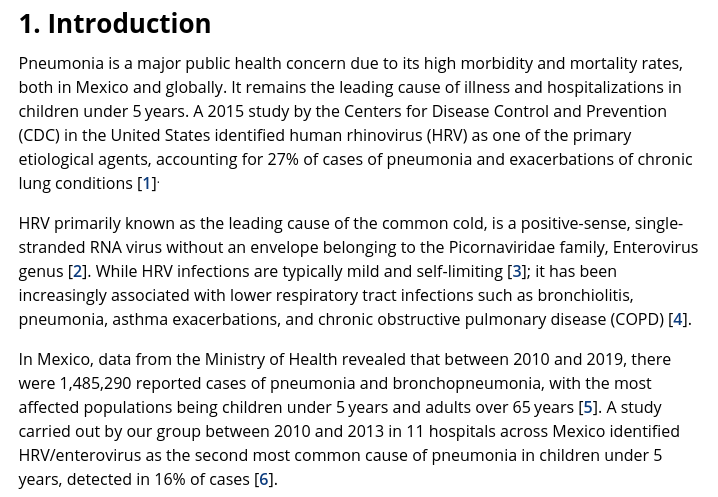 1. Introduction
Pneumonia is a major public health concern due to its high morbidity and mortality rates,
both in Mexico and globally. It remains the leading cause of illness and hospitalizations in
children under 5 years. A 2015 study by the Centers for Disease Control and Prevention
(CDC) in the United States identified human rhinovirus (HRV) as one of the primary
etiological agents, accounting for 27% of cases of pneumonia and exacerbations of chronic
lung conditions [1]·
HRV primarily known as the leading cause of the common cold, is a positive-sense, single-
stranded RNA virus without an envelope belonging to the Picornaviridae family, Enterovirus
genus [2]. While HRV infections are typically mild and self-limiting [3]; it has been
increasingly associated with lower respiratory tract infections such as bronchiolitis,
pneumonia, asthma exacerbations, and chronic obstructive pulmonary disease (COPD) [4].
In Mexico, data from the Ministry of Health revealed that between 2010 and 2019, there
were 1,485,290 reported cases of pneumonia and bronchopneumonia, with the most
affected populations being children under 5 years and adults over 65 years [5]. A study
carried out by our group between 2010 and 2013 in 11 hospitals across Mexico identified
HRV/enterovirus as the second most common cause of pneumonia in children under 5
years, detected in 16% of cases [6].